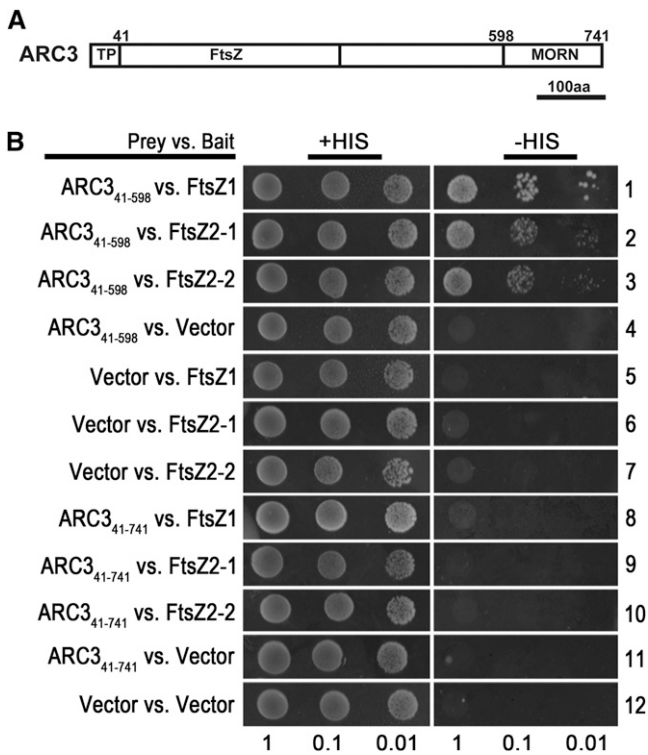 A
41 598 741
ARC3 TP FtsZ MORN
100aa
B Prey vs. Bait +HIS -HIS
ARC341-598 vs. FtsZ1 1
ARC341-598 vs. FtsZ2-1 2
ARC341-598 vs. FtsZ2-2 3
ARC341-598 vs. Vector 4
Vector vs. FtsZ1 5
Vector vs. FtsZ2-1 6
Vector vs. FtsZ2-2 7
ARC341-741 vs. FtsZ1 8
ARC341-741 vs. FtsZ2-1 9
ARC341-741 vs. FtsZ2-2 10
ARC341-741 vs. Vector 11
Vector vs. Vector 12
1 0.1 0.01 1 0.1 0.01